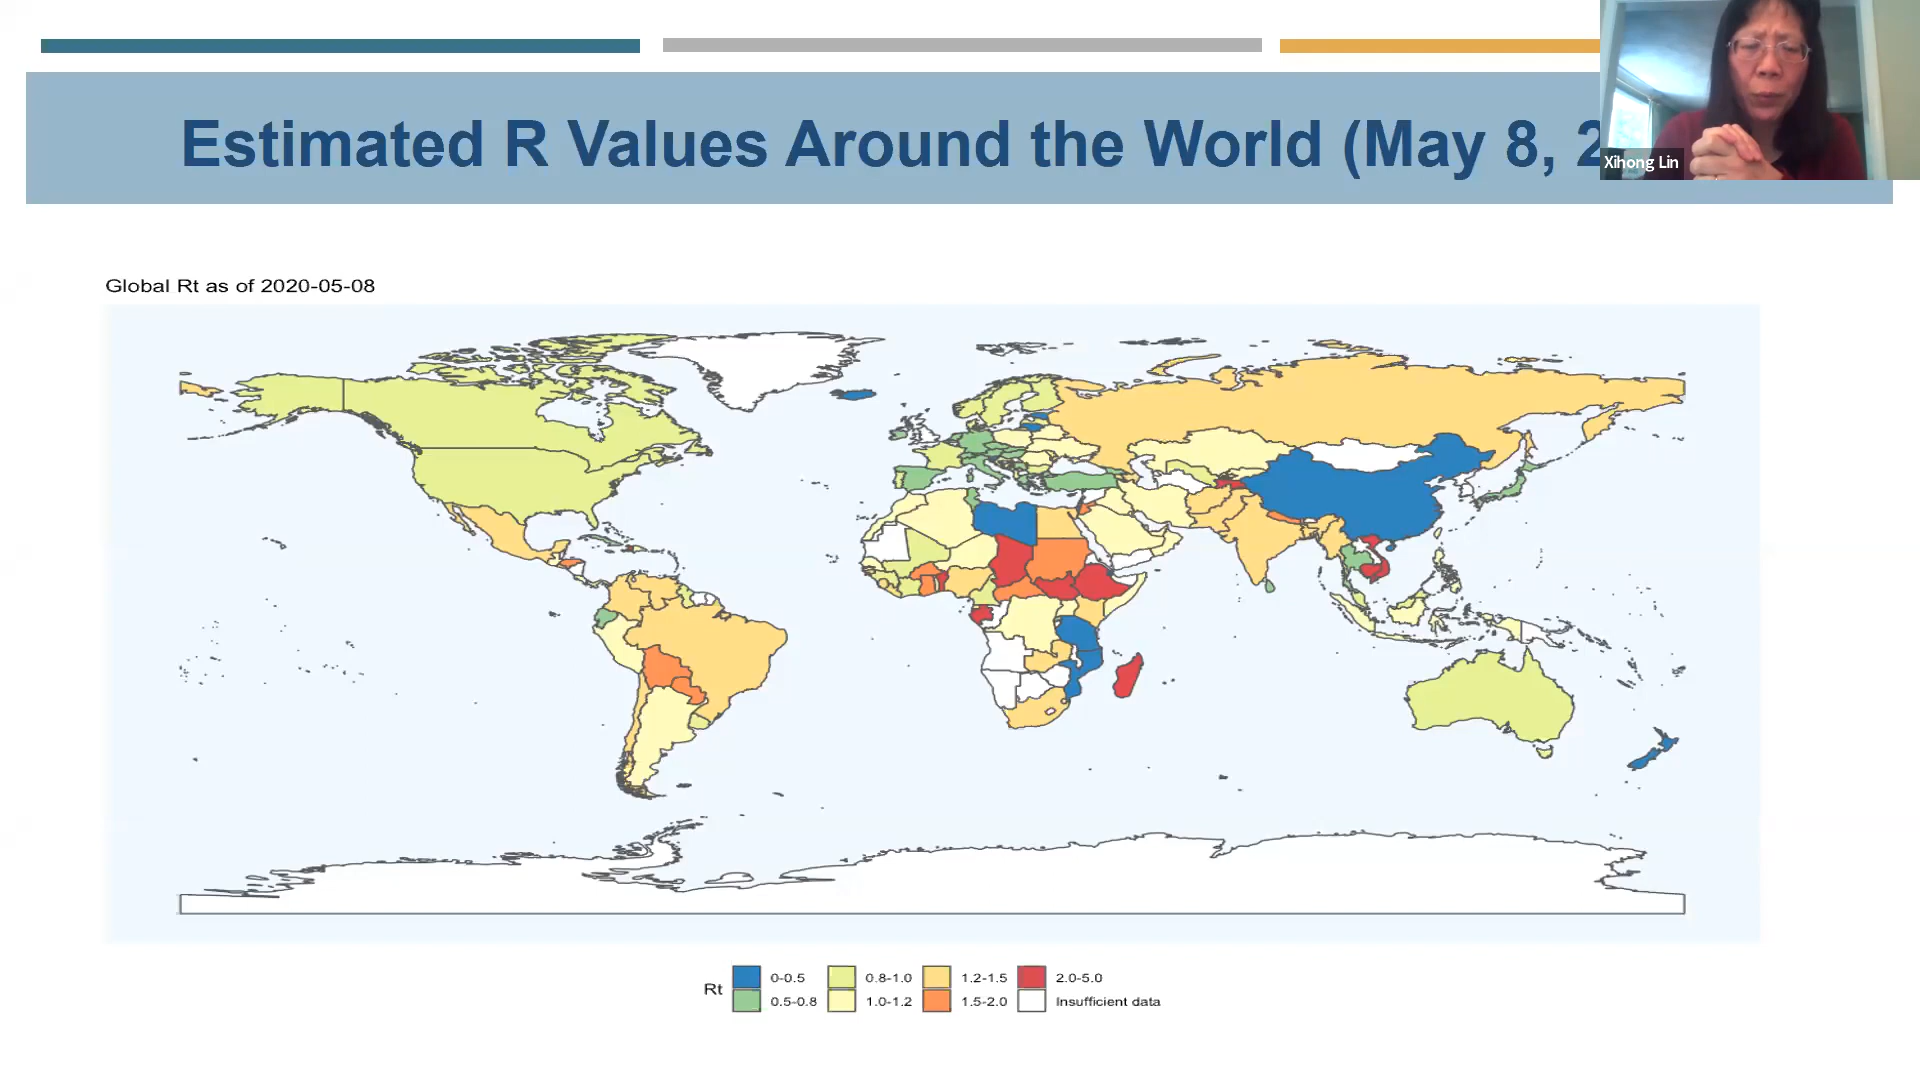 Estimated R Values Around the World (May 8, 2
Xihong Lin
Global Rt as of 2020-05-08
Rt
0-0.5
0.8-1.0
1.2-1.5
2.0-5.0
0.5-0.8
1.0-1.2
1.5-2.0
Insufficient data